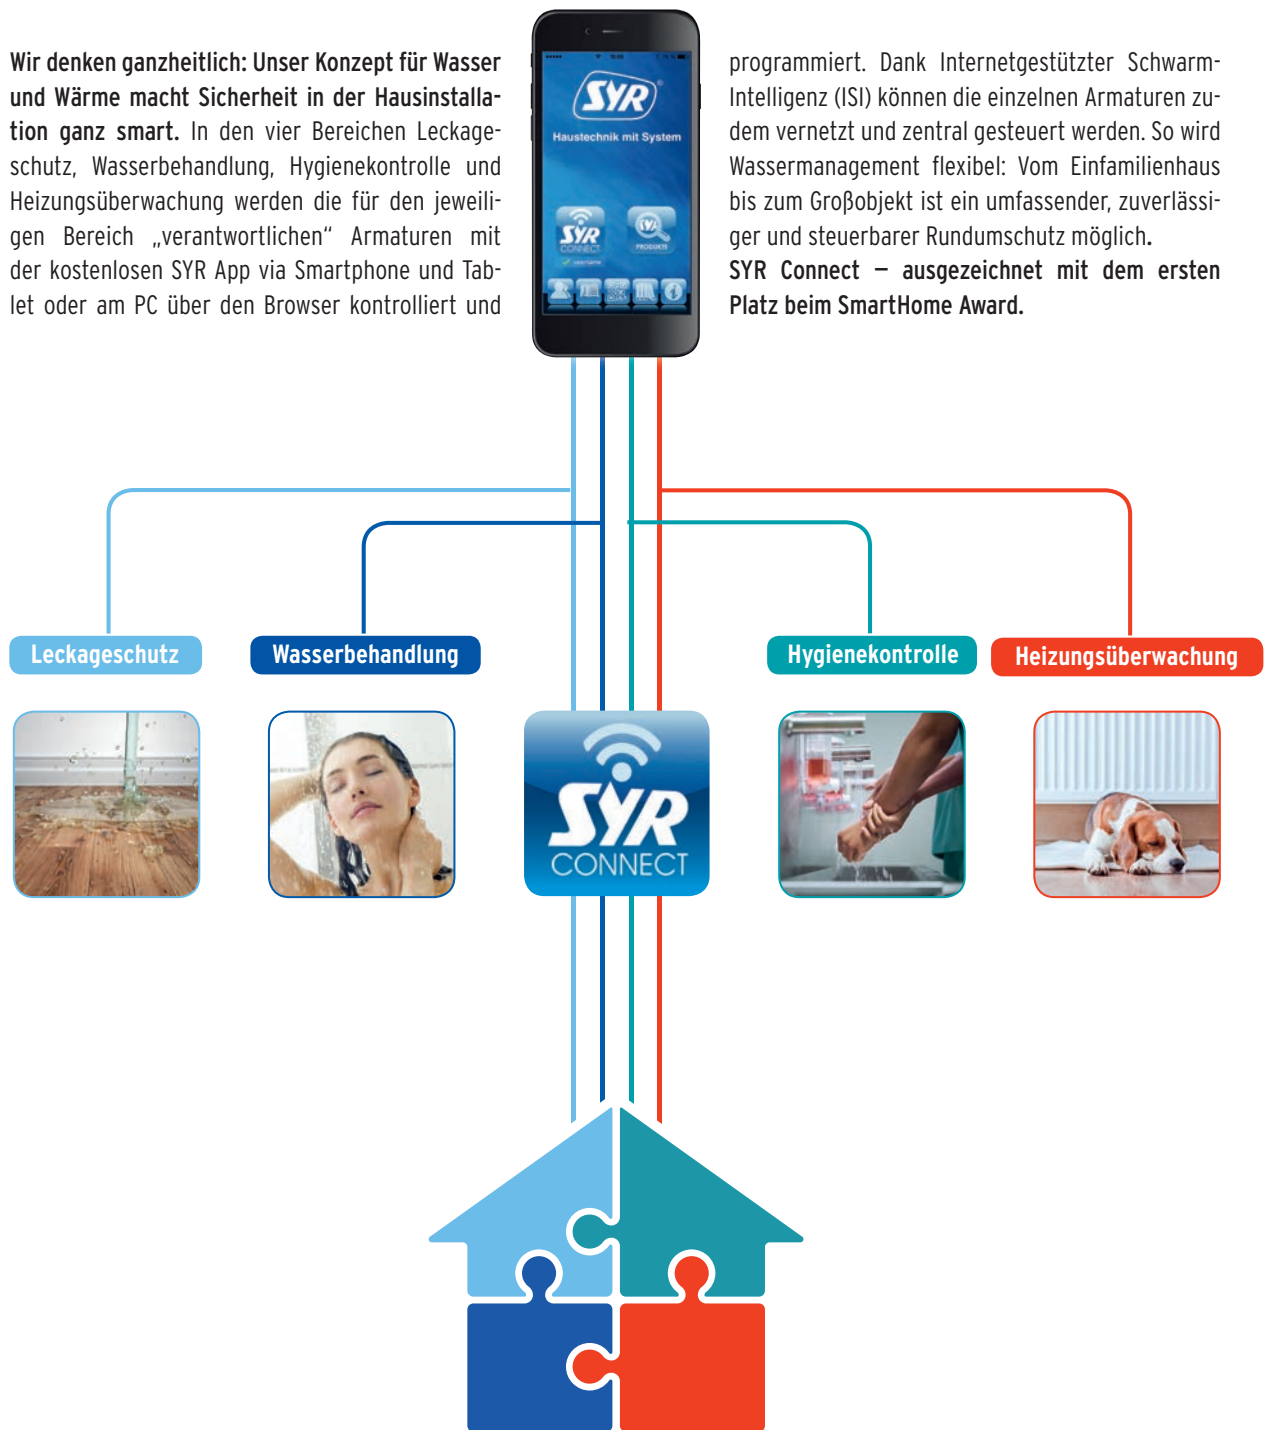 Wir denken ganzheitlich: Unser Konzept für Wasser
und Wärme macht Sicherheit in der Hausinstalla-
tion ganz smart. In den vier Bereichen Leckage-
schutz, Wasserbehandlung, Hygienekontrolle und
Heizungsüberwachung werden die für den jeweili-
gen Bereich „verantwortlichen“ Armaturen mit
der kostenlosen SYR App via Smartphone und Tab-
let oder am PC über den Browser kontrolliert und
programmiert. Dank Internetgestützter Schwarm-
Intelligenz (ISI) können die einzelnen Armaturen zu-
dem vernetzt und zentral gesteuert werden. So wird
Wassermanagement flexibel: Vom Einfamilienhaus
bis zum Großobjekt ist ein umfassender, zuverlässi-
ger und steuerbarer Rundumschutz möglich.
SYR Connect – ausgezeichnet mit dem ersten
Platz beim SmartHome Award.
SYR®
Haustechnik mit System
SYR
CONNECT
SYR
PRODUKTE
Leckageschutz
Wasserbehandlung
Hygienekontrolle
Heizungsüberwachung
SYR
CONNECT